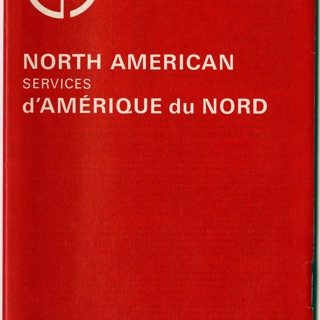 NORTH AMERICAN
SERVICES
d'AMÉRIQUE du NORD